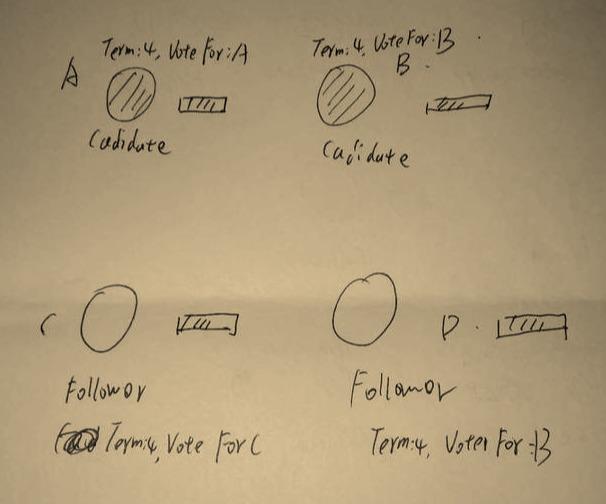 Term:4, Vote For:A
Term:4, Vote For:B
A
B
Cadidate
Cadidate
C
D
Follower
Follower
Term:4, Vote For C
Term:4, Voter For:B